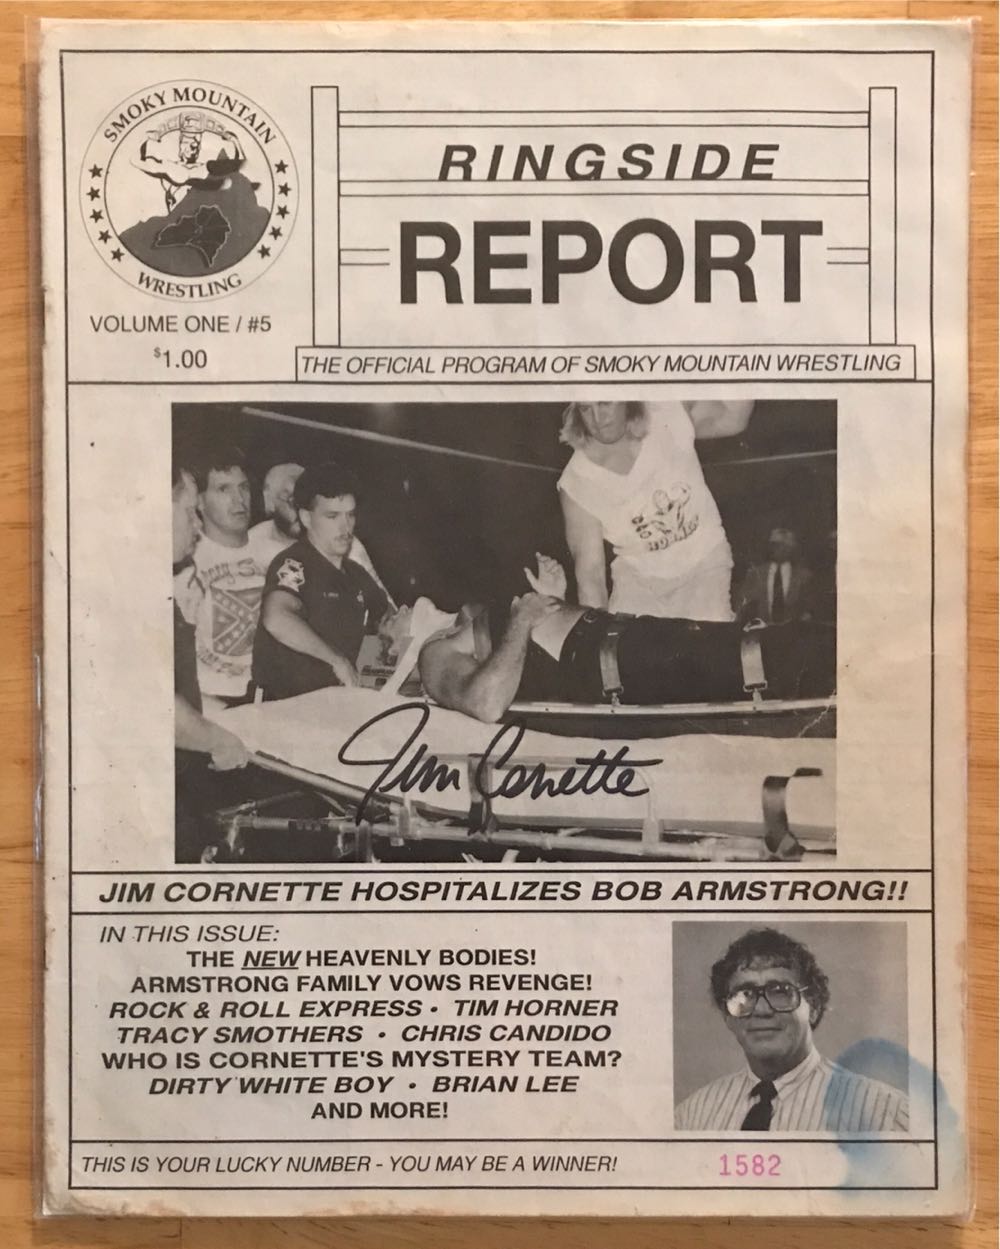 SMOKY MOUNTAIN
WRESTLING
VOLUME ONE / #5
$1.00
RINGSIDE
REPORT
THE OFFICIAL PROGRAM OF SMOKY MOUNTAIN WRESTLING
Jim Cornette
JIM CORNETTE HOSPITALIZES BOB ARMSTRONG!!
IN THIS ISSUE:
THE NEW HEAVENLY BODIES!
ARMSTRONG FAMILY VOWS REVENGE!
ROCK & ROLL EXPRESS • TIM HORNER
TRACY SMOTHERS • CHRIS CANDIDO
WHO IS CORNETTE'S MYSTERY TEAM?
DIRTY WHITE BOY • BRIAN LEE
AND MORE!
THIS IS YOUR LUCKY NUMBER - YOU MAY BE A WINNER!
1582